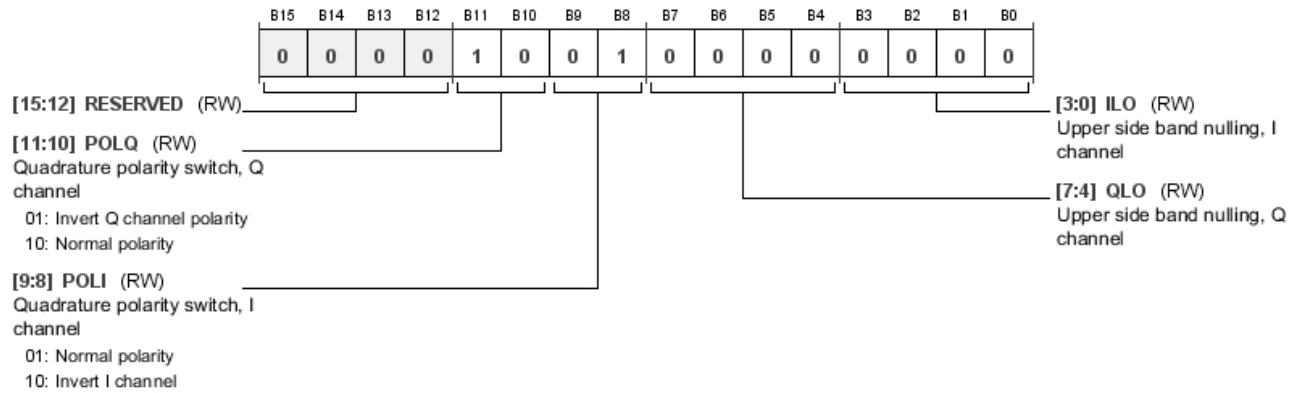 B15 B14 B13 B12 B11 B10 B9 B8 B7 B6 B5 B4 B3 B2 B1 B0
0 0 0 0 1 0 0 1 0 0 0 0 0 0 0 0
[15:12] RESERVED (RW)
[11:10] POLQ (RW)
Quadrature polarity switch, Q
channel
01: Invert Q channel polarity
10: Normal polarity
[9:8] POLI (RW)
Quadrature polarity switch, I
channel
01: Normal polarity
10: Invert I channel
[3:0] ILO (RW)
Upper side band nulling, I
channel
[7:4] QLO (RW)
Upper side band nulling, Q
channel